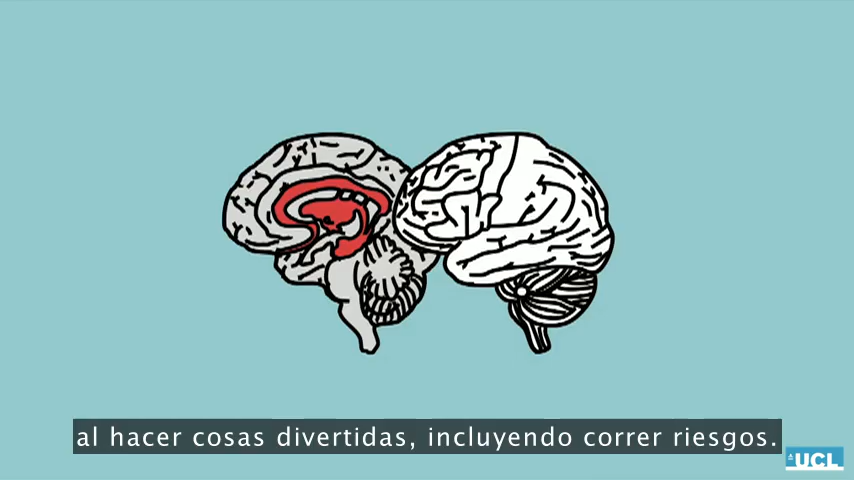 al hacer cosas divertidas, incluyendo correr riesgos.
UCL